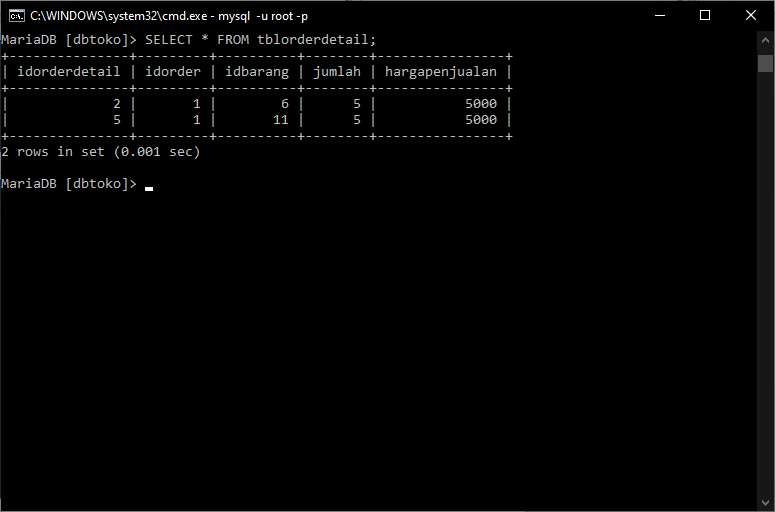 C:\WINDOWS\system32\cmd.exe - mysql  -u root -p
MariaDB [dbtoko]> SELECT * FROM tblorderdetail;
+---------------+---------+----------+--------+----------------+
| idorderdetail | idorder | idbarang | jumlah | hargapenjualan |
+---------------+---------+----------+--------+----------------+
|             2 |       1 |        6 |      5 |           5000 |
|             5 |       1 |       11 |      5 |           5000 |
+---------------+---------+----------+--------+----------------+
2 rows in set (0.001 sec)
MariaDB [dbtoko]>